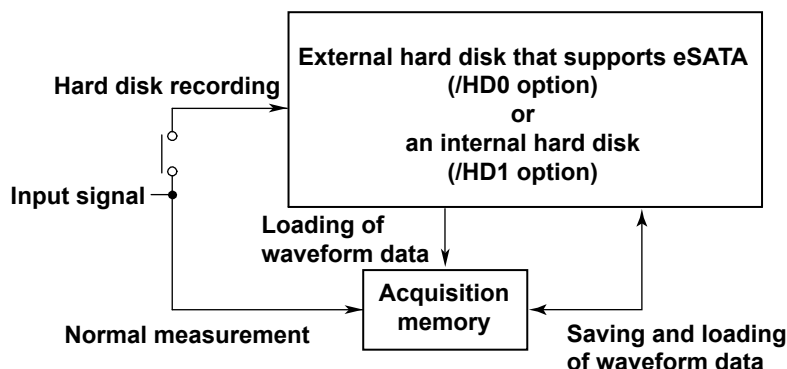 External hard disk that supports eSATA
(/HD0 option)
or
an internal hard disk
(/HD1 option)
Hard disk recording
Input signal
Loading of
waveform data
Acquisition
memory
Normal measurement
Saving and loading
of waveform data